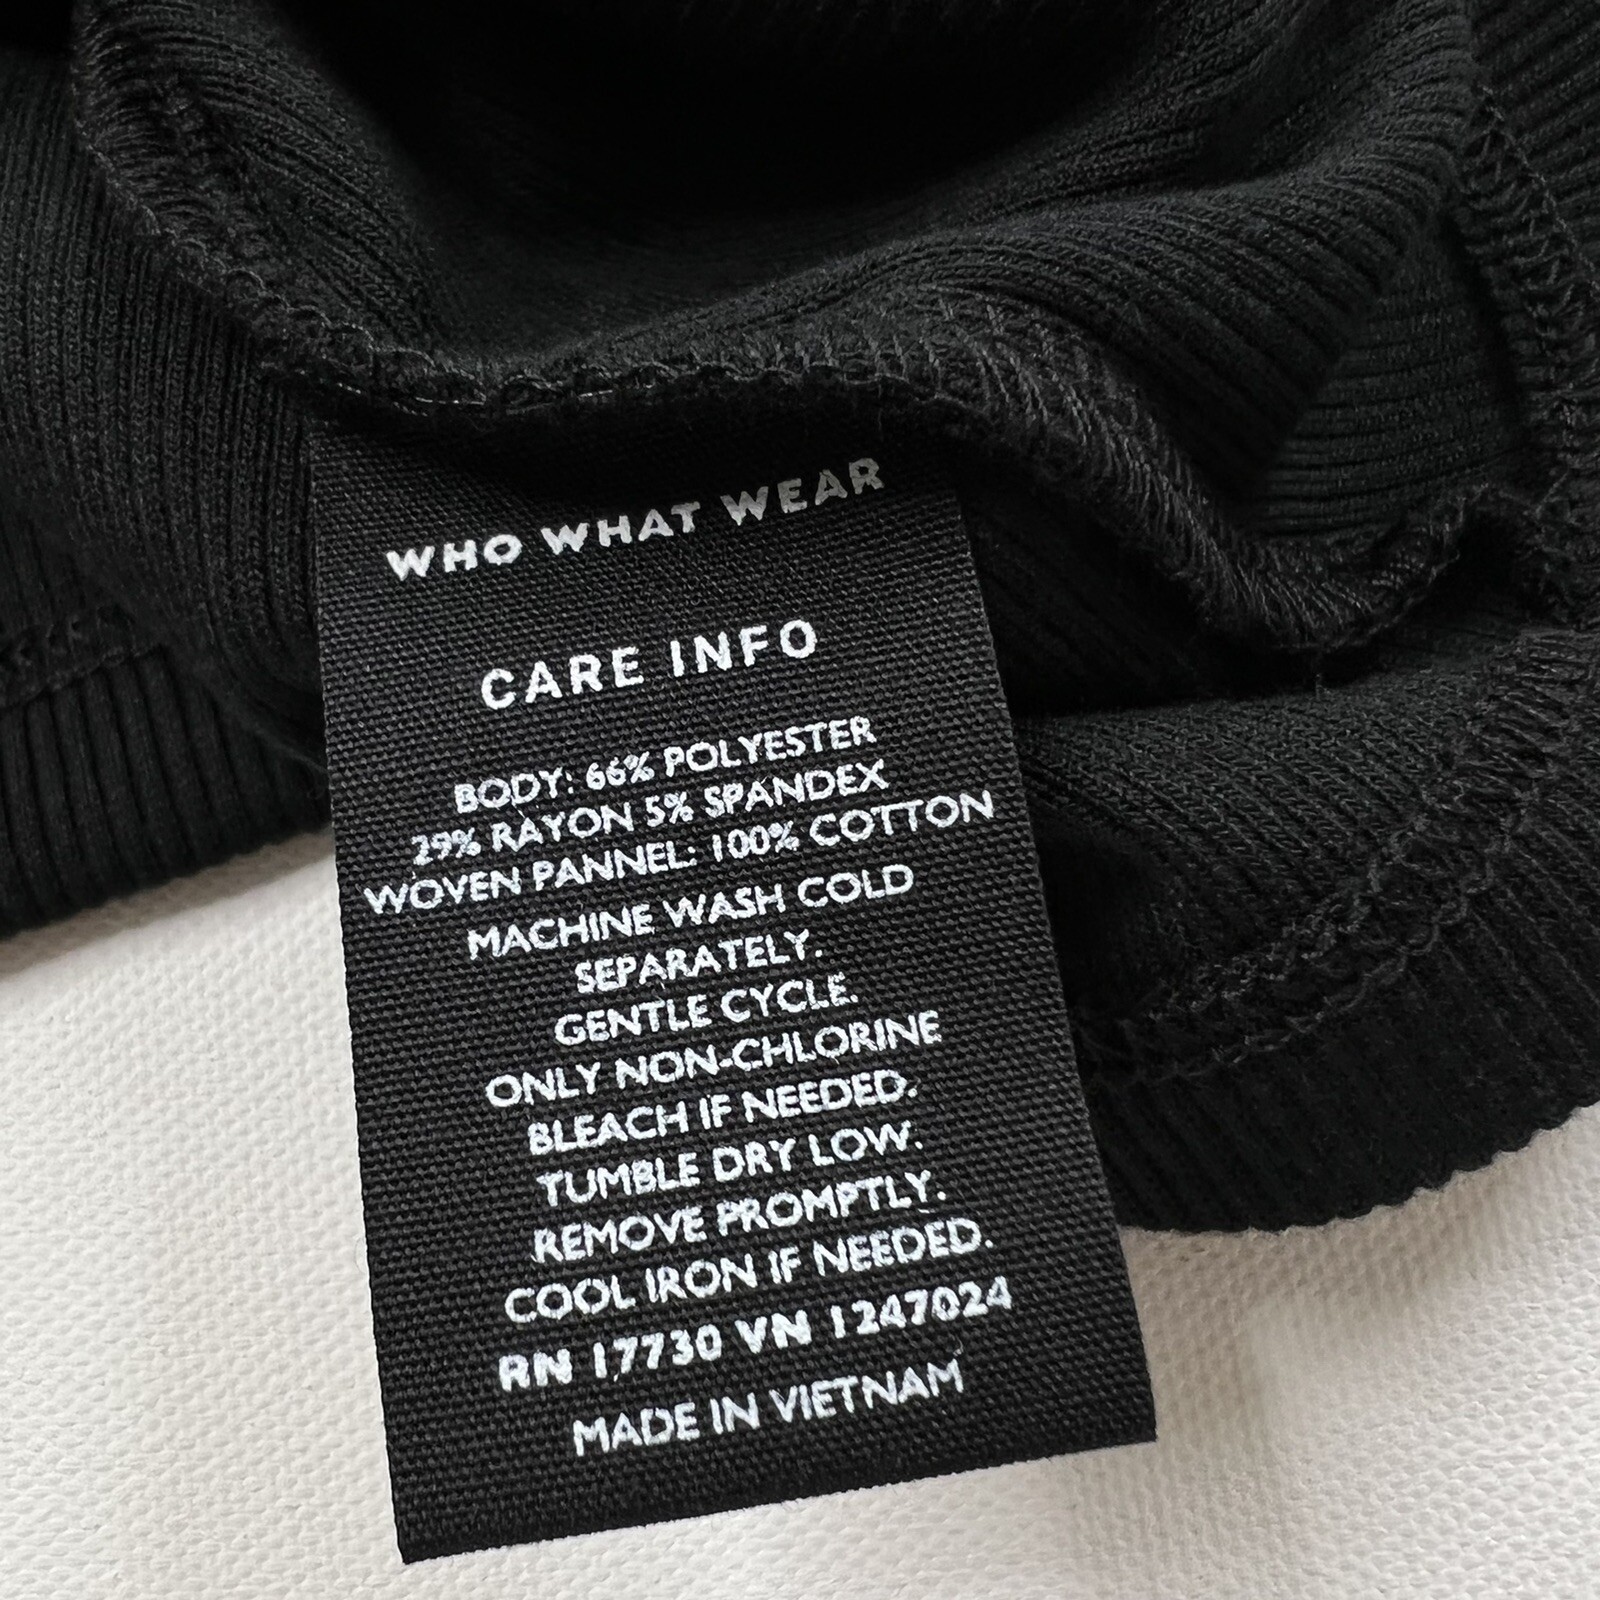 WHO WHAT WEAR
CARE INFO
BODY: 66% POLYESTER
29% RAYON 5% SPANDEX
WOVEN PANNEL: 100% COTTON
MACHINE WASH COLD
SEPARATELY.
GENTLE CYCLE.
ONLY NON-CHLORINE
BLEACH IF NEEDED.
TUMBLE DRY LOW.
REMOVE PROMPTLY.
COOL IRON IF NEEDED.
RN 17730 VN 1247024
MADE IN VIETNAM